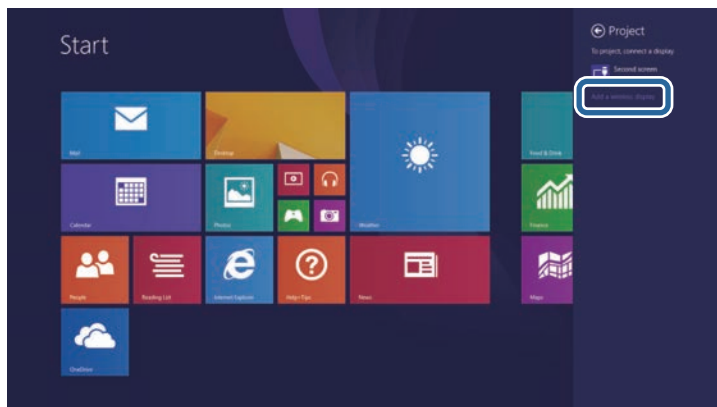 Start
Project
To project, connect a display
Second screen
Add a wireless display
Mail
Desktop
Food & Drink
Calendar
Photos
Weather
Finance
People
Reading List
Internet Explorer
Help+Tips
News
Maps
OneDrive